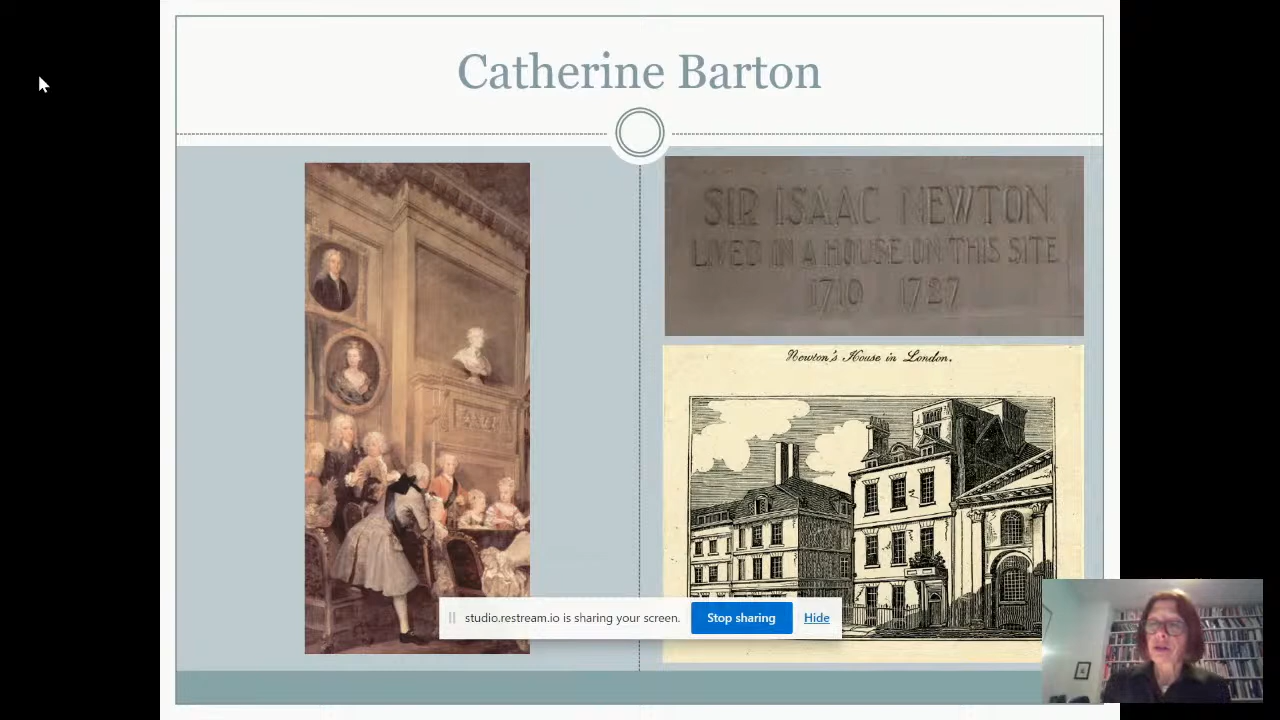 Catherine Barton
SIR ISAAC NEWTON
LIVED IN A HOUSE ON THIS SITE
1710 1727
Newton's House in London.
studio.restream.io is sharing your screen.
Stop sharing
Hide